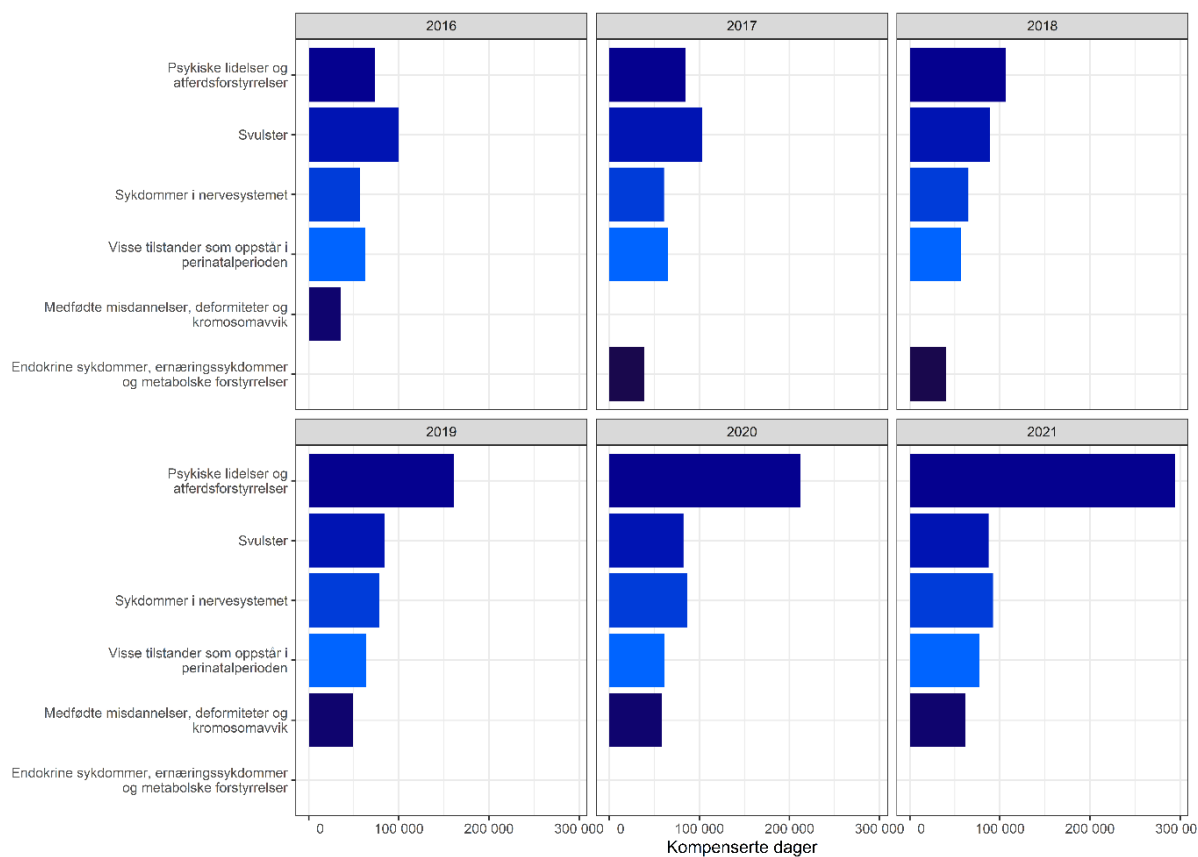 2016
2017
2018
Psykiske lidelser og
atferdsforstyrrelser
Svulster
Sykdommer i nervesystemet
Visse tilstander som oppstår i
perinatalperioden
Medfødte misdannelser, deformiteter og
kromosomavvik
Endokrine sykdommer, ernæringssykdommer
og metabolske forstyrrelser
2019
2020
2021
Psykiske lidelser og
atferdsforstyrrelser
Svulster
Sykdommer i nervesystemet
Visse tilstander som oppstår i
perinatalperioden
Medfødte misdannelser, deformiteter og
kromosomavvik
Endokrine sykdommer, ernæringssykdommer
og metabolske forstyrrelser
0 100 000 200 000 300 000 0 100 000 200 000 300 000 0 100 000 200 000 300 00
Kompenserte dager